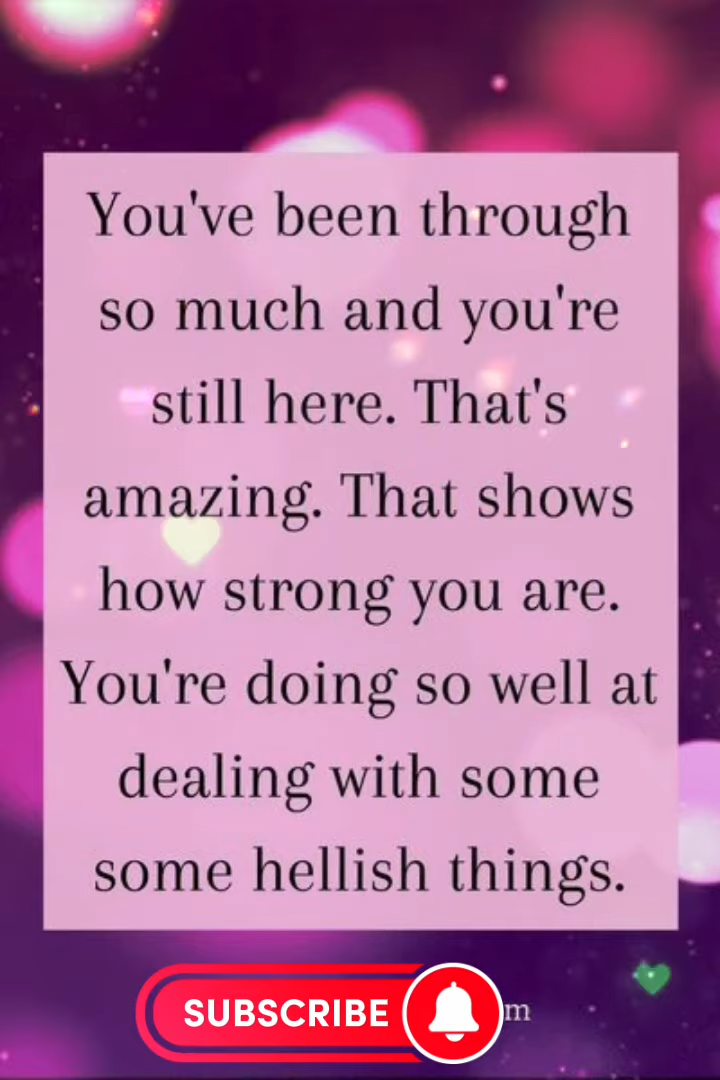 You've been through
so much and you're
still here. That's
amazing. That shows
how strong you are.
You're doing so well at
dealing with some
some hellish things.
SUBSCRIBE